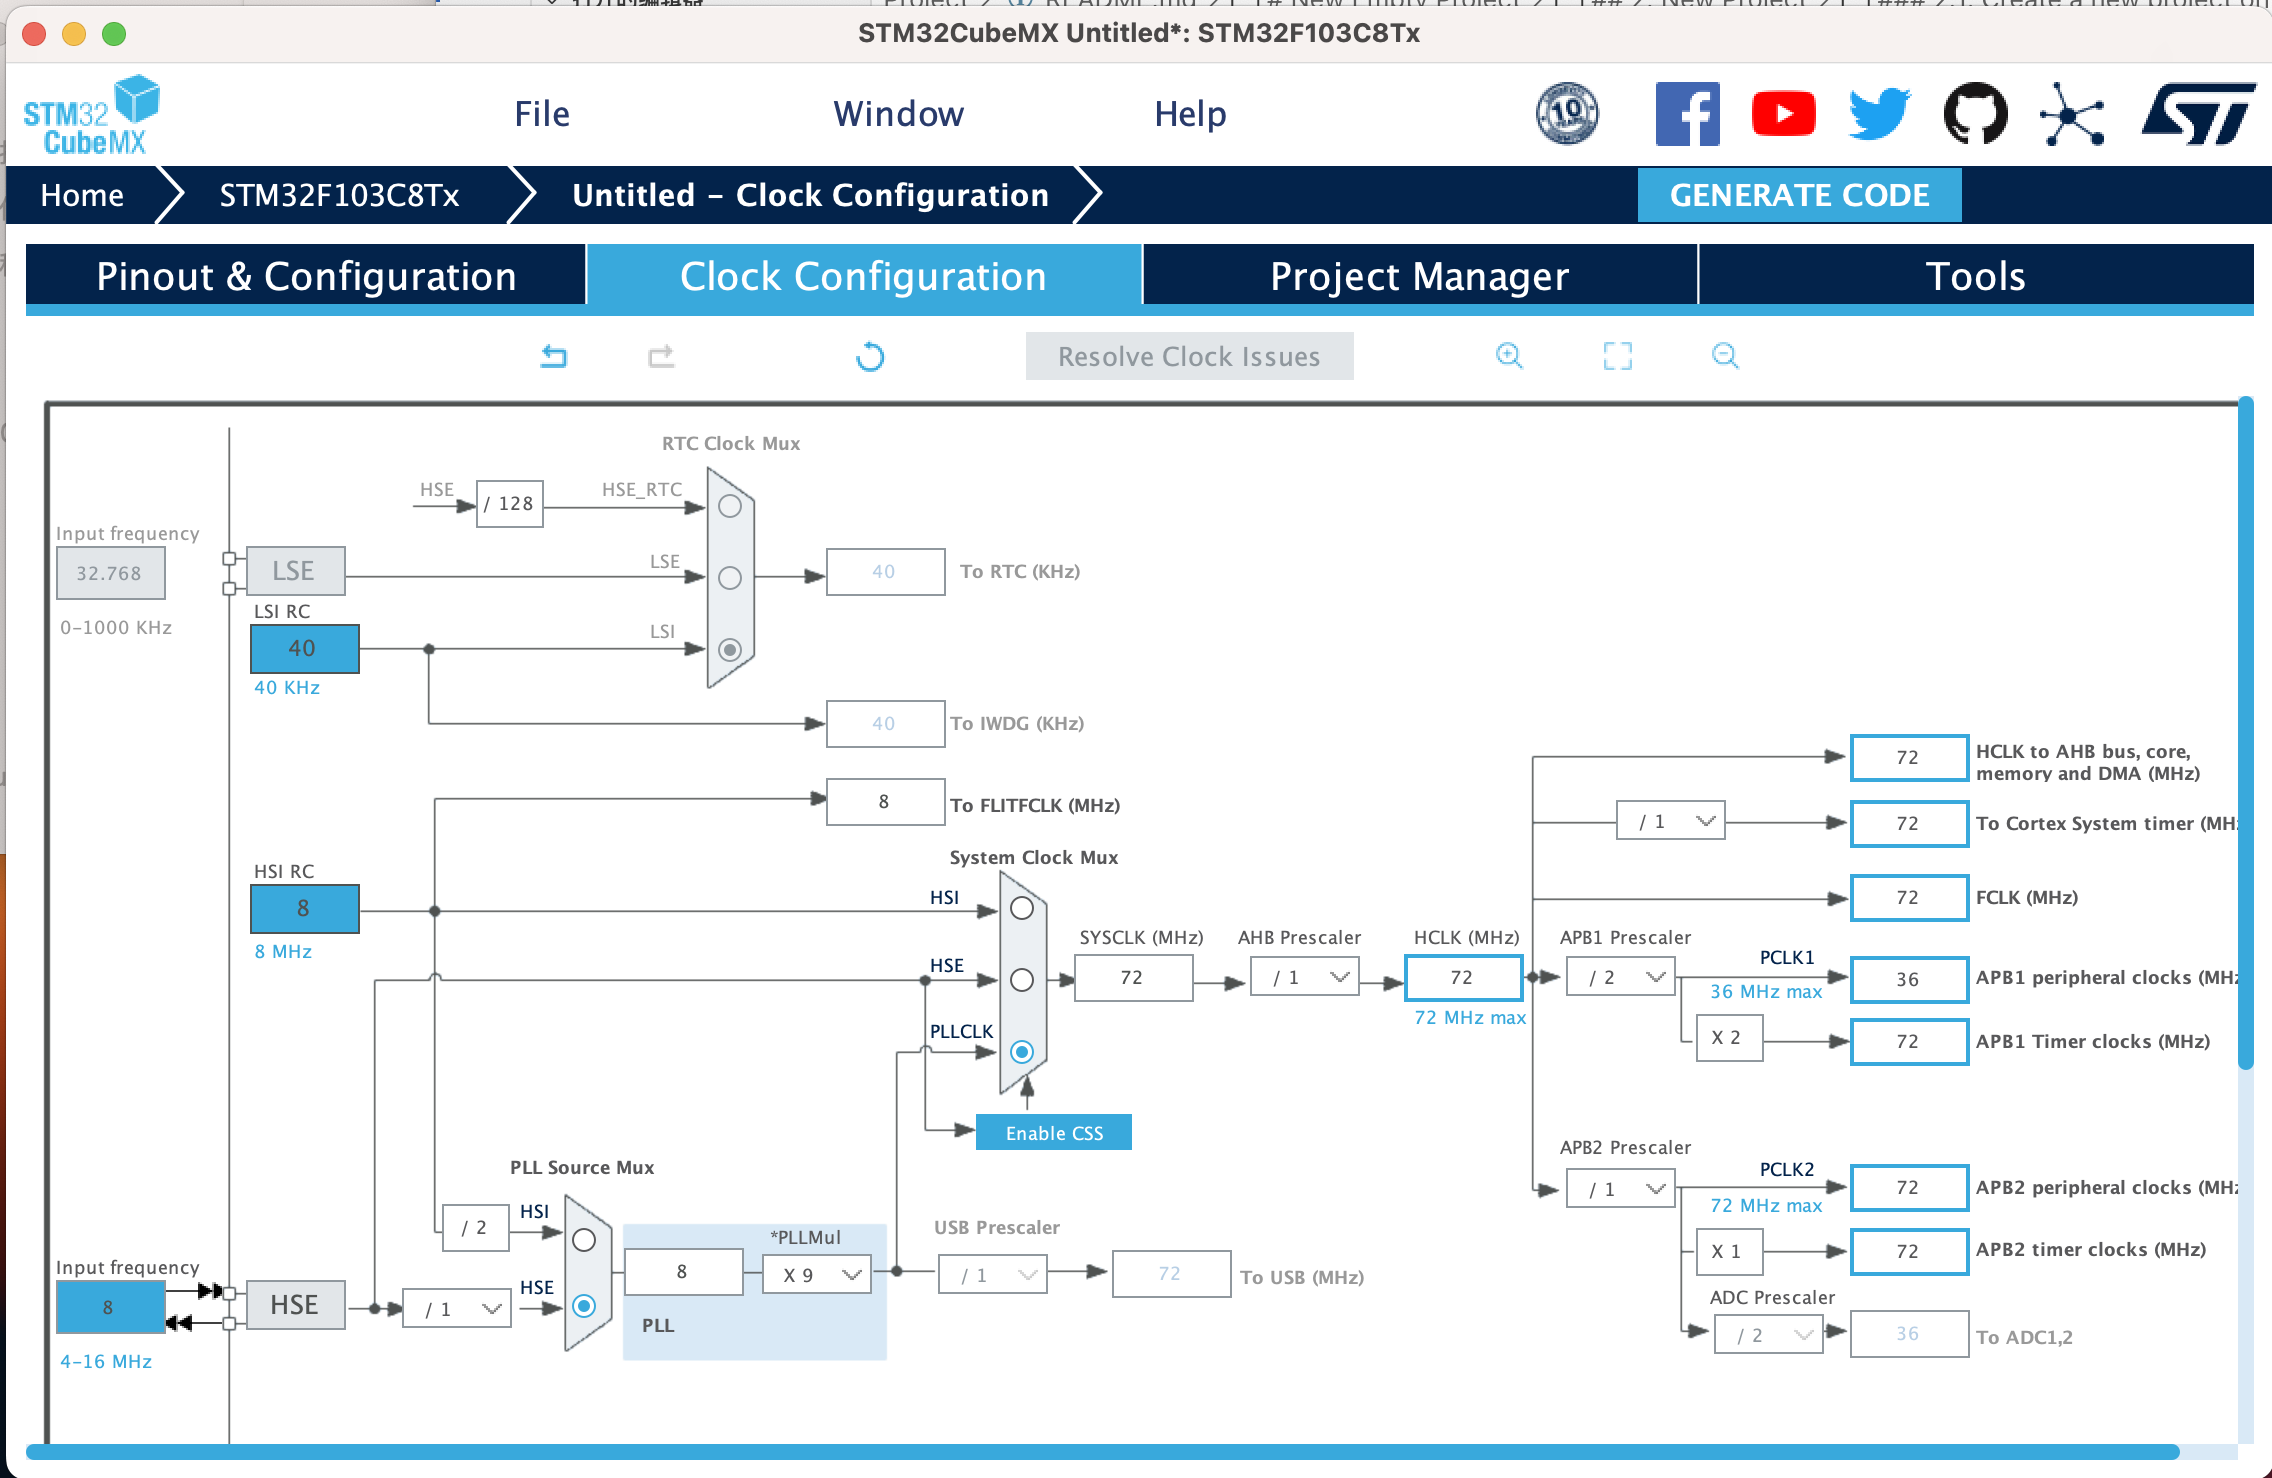 STM32CubeMX Untitled*: STM32F103C8Tx
STM32
CubeMX
File
Window
Help
10
YEARS
ST
Home
STM32F103C8Tx
Untitled – Clock Configuration
GENERATE CODE
Pinout & Configuration
Clock Configuration
Project Manager
Tools
Resolve Clock Issues
RTC Clock Mux
HSE
/ 128
HSE_RTC
Input frequency
32.768
0–1000 KHz
LSE
LSE
40
To RTC (KHz)
LSI RC
40
40 KHz
LSI
40
To IWDG (KHz)
8
To FLITFCLK (MHz)
HSI RC
8
8 MHz
System Clock Mux
HSI
HSE
PLLCLK
SYSCLK (MHz)
72
AHB Prescaler
/ 1
HCLK (MHz)
72
72 MHz max
Enable CSS
72
HCLK to AHB bus, core,
memory and DMA (MHz)
/ 1
72
To Cortex System timer (MH
72
FCLK (MHz)
APB1 Prescaler
/ 2
PCLK1
36 MHz max
36
APB1 peripheral clocks (MHz
X 2
72
APB1 Timer clocks (MHz)
APB2 Prescaler
/ 1
PCLK2
72 MHz max
72
APB2 peripheral clocks (MHz
X 1
72
APB2 timer clocks (MHz)
ADC Prescaler
/ 2
36
To ADC1,2
PLL Source Mux
/ 2
HSI
Input frequency
8
4–16 MHz
HSE
/ 1
HSE
8
*PLLMul
X 9
PLL
USB Prescaler
/ 1
72
To USB (MHz)